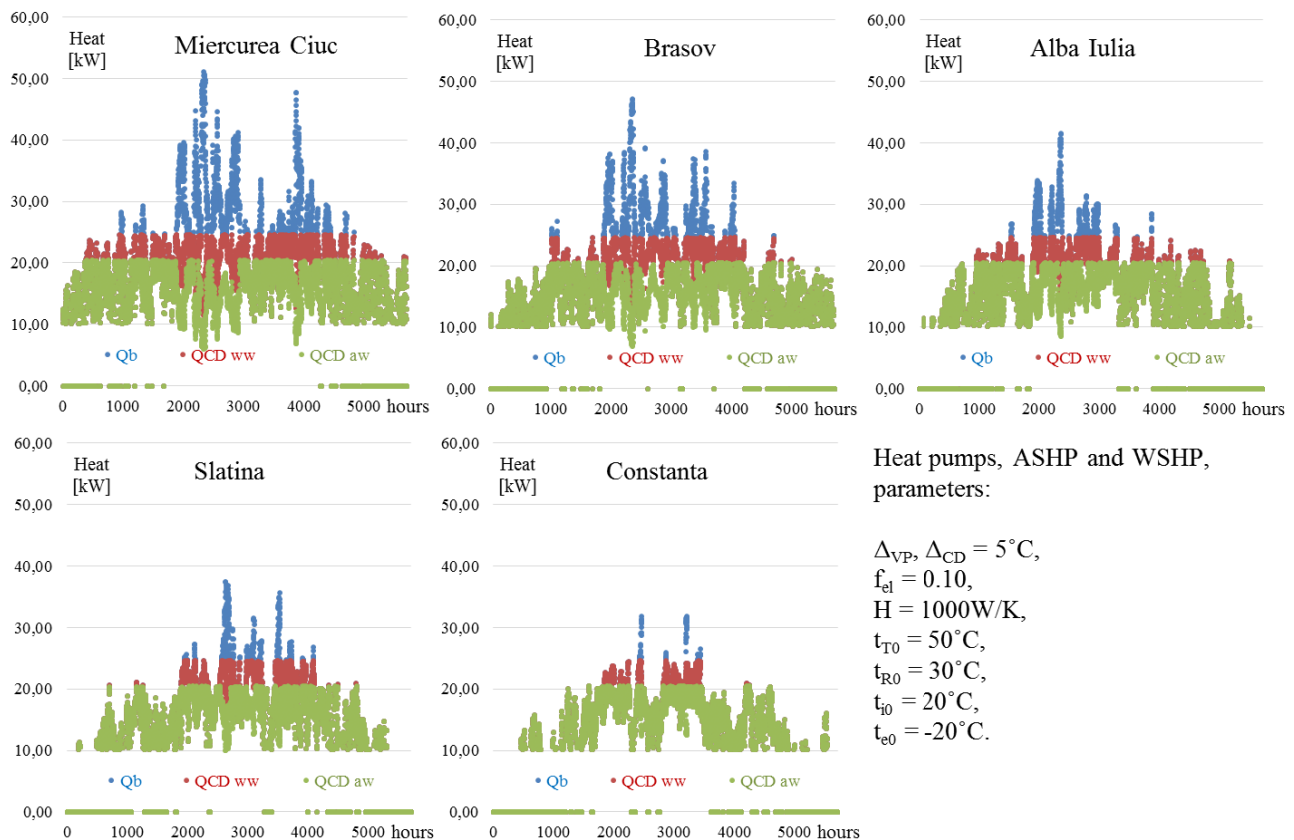 60,00
Heat
[kW]
Miercurea Ciuc
50,00
40,00
30,00
20,00
10,00
Qb
QCD ww
QCD aw
0,00
0 1000 2000 3000 4000 5000 hours
60,00
Heat
[kW]
Brasov
50,00
40,00
30,00
20,00
10,00
Qb
QCD ww
QCD aw
0,00
0 1000 2000 3000 4000 5000 hours
60,00
Heat
[kW]
Alba Iulia
50,00
40,00
30,00
20,00
10,00
Qb
QCD ww
QCD aw
0,00
0 1000 2000 3000 4000 5000 hours
60,00
Heat
[kW]
Slatina
50,00
40,00
30,00
20,00
10,00
Qb
QCD ww
QCD aw
0,00
0 1000 2000 3000 4000 5000 hours
60,00
Heat
[kW]
Constanta
50,00
40,00
30,00
20,00
10,00
Qb
QCD ww
QCD aw
0,00
0 1000 2000 3000 4000 5000 hours
Heat pumps, ASHP and WSHP,
parameters:
ΔVP, ΔCD = 5˚C,
fel = 0.10,
H = 1000W/K,
tT0 = 50˚C,
tR0 = 30˚C,
ti0 = 20˚C,
te0 = -20˚C.